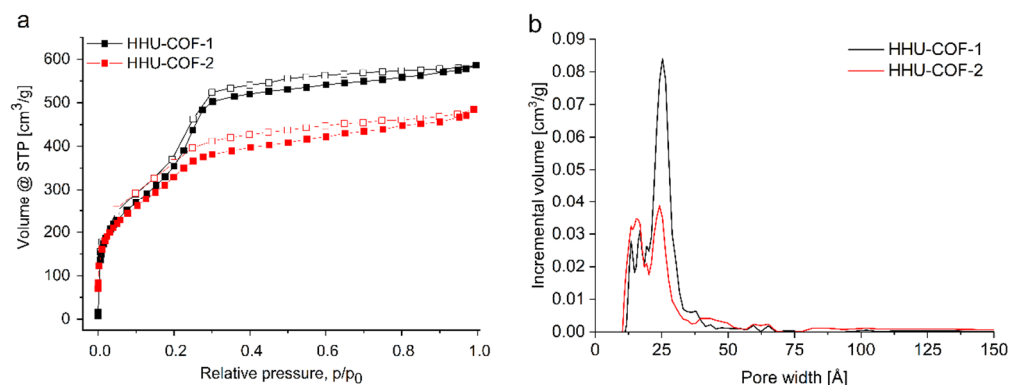 a
HHU-COF-1
HHU-COF-2
Volume @ STP [cm³/g]
600
500
400
300
200
100
0
0.0 0.2 0.4 0.6 0.8 1.0
Relative pressure, p/p₀
b
HHU-COF-1
HHU-COF-2
Incremental volume [cm³/g]
0.09
0.08
0.07
0.06
0.05
0.04
0.03
0.02
0.01
0.00
0 25 50 75 100 125 150
Pore width [Å]